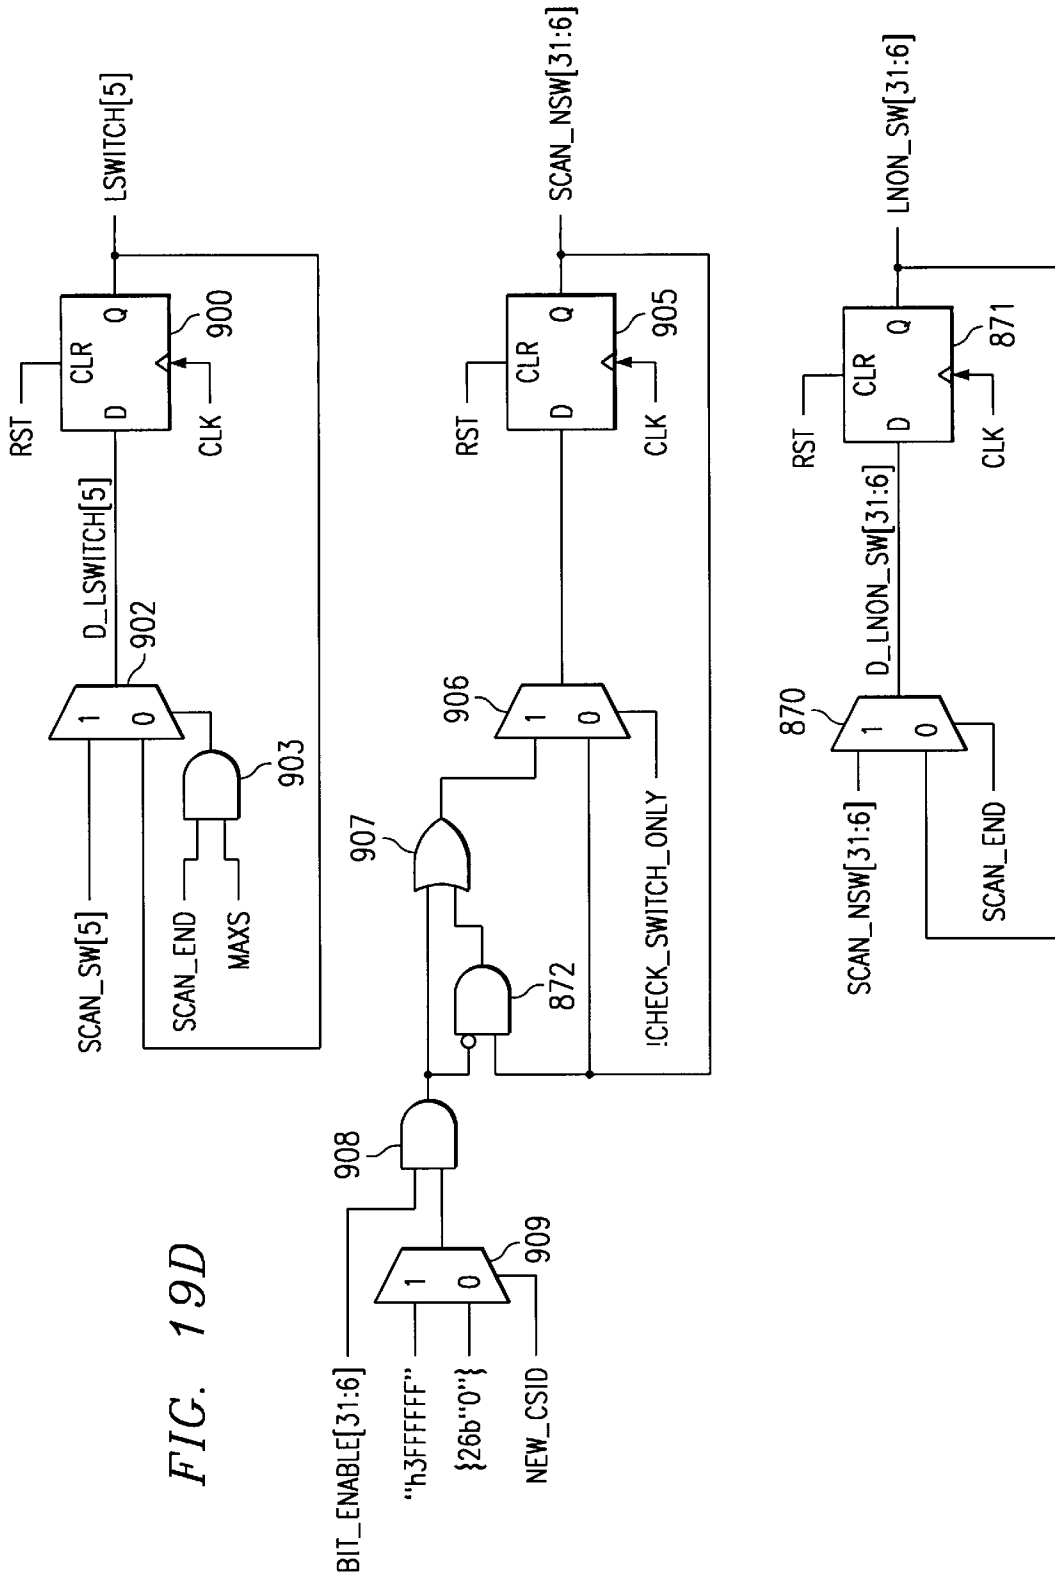 FIG. 19D
SCAN_SW[5]
SCAN_END
MAXS
903
1
0
902
D_LSWITCH[5]
RST
CLR
D
Q
CLK
900
LSWITCH[5]
BIT_ENABLE[31:6]
"h3FFFFFF"
{26b"0"}
NEW_CSID
1
0
909
908
872
907
!CHECK_SWITCH_ONLY
1
0
906
RST
CLR
D
Q
CLK
905
SCAN_NSW[31:6]
SCAN_NSW[31:6]
SCAN_END
1
0
870
D_LNON_SW[31:6]
RST
CLR
D
Q
CLK
871
LNON_SW[31:6]